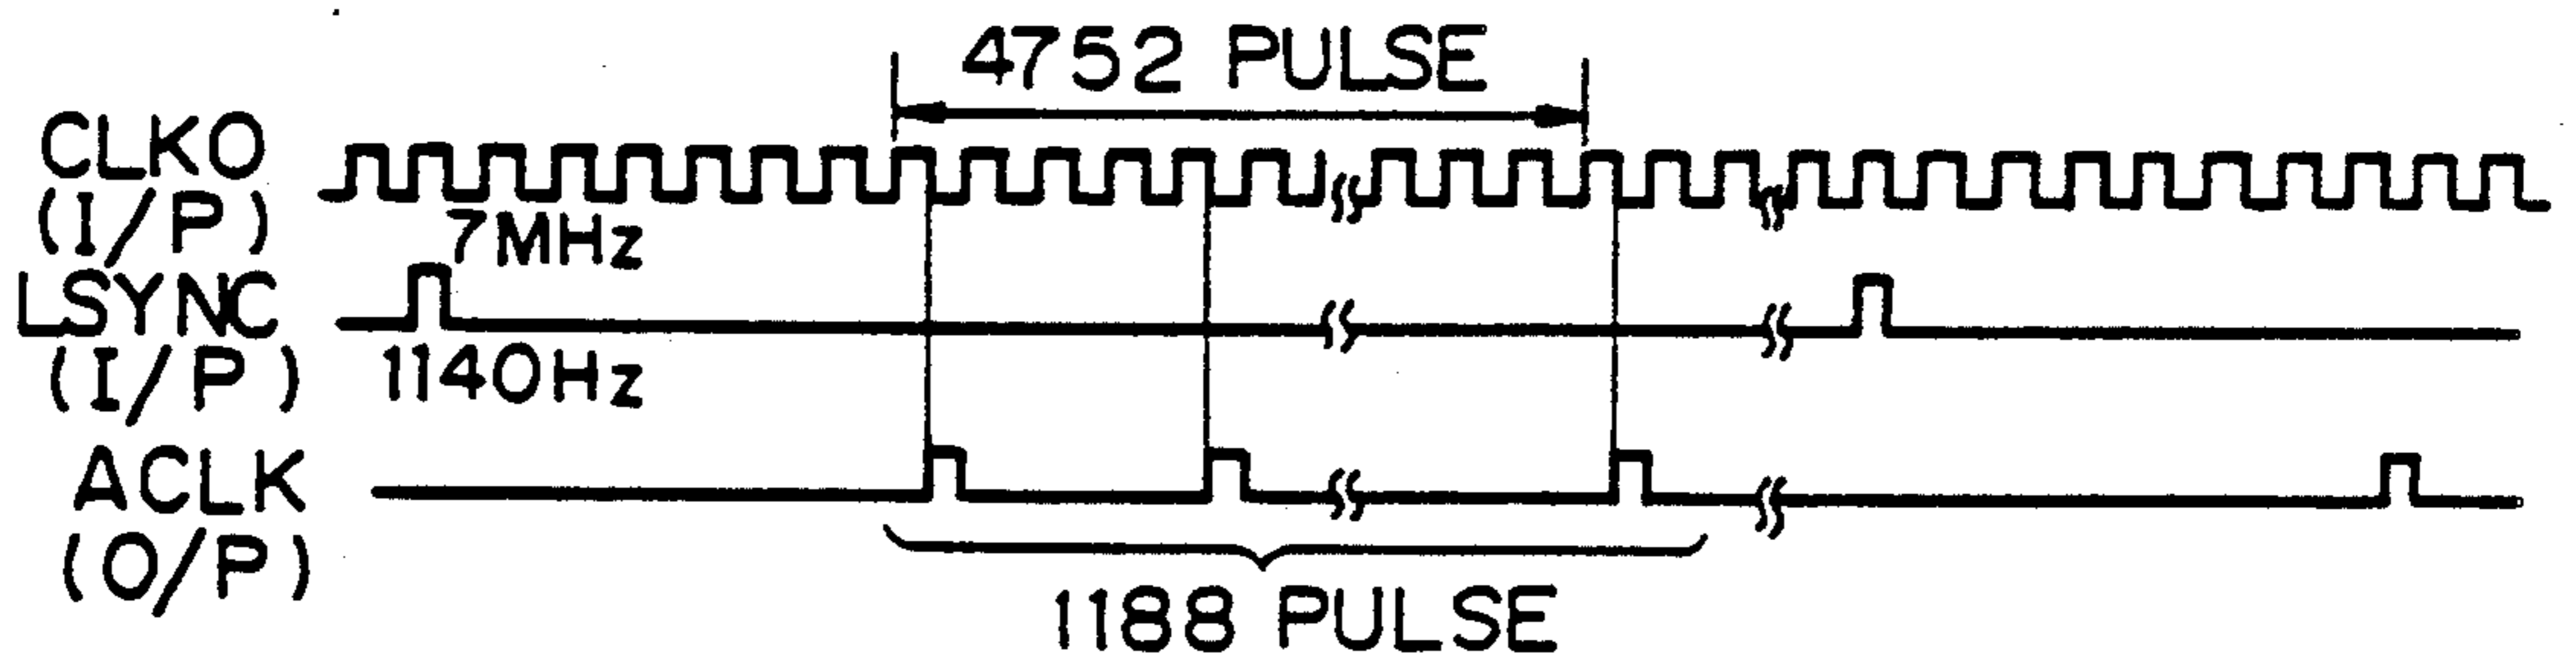 4752 PULSE
CLKO
(I/P)
7MHz
LSYNC
(I/P)
1140Hz
ACLK
(O/P)
1188 PULSE